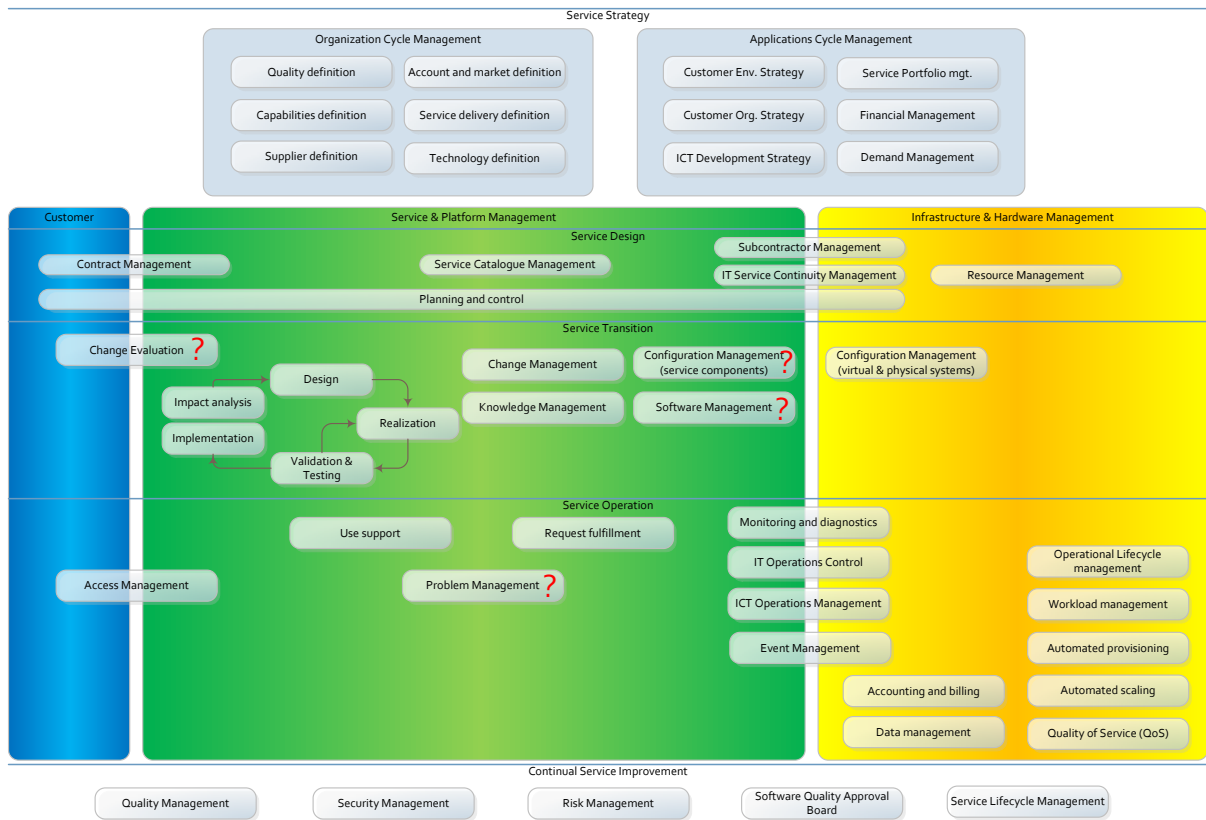 Service Strategy
Organization Cycle Management
Quality definition
Account and market definition
Capabilities definition
Service delivery definition
Supplier definition
Technology definition
Applications Cycle Management
Customer Env. Strategy
Service Portfolio mgt.
Customer Org. Strategy
Financial Management
ICT Development Strategy
Demand Management
Customer
Service & Platform Management
Infrastructure & Hardware Management
Service Design
Subcontractor Management
Contract Management
Service Catalogue Management
IT Service Continuity Management
Resource Management
Planning and control
Service Transition
Change Evaluation ?
Change Management
Configuration Management
(service components) ?
Configuration Management
(virtual & physical systems)
Design
Impact analysis
Knowledge Management
Software Management ?
Realization
Implementation
Validation &
Testing
Service Operation
Monitoring and diagnostics
Use support
Request fulfillment
IT Operations Control
Operational Lifecycle
management
Access Management
Problem Management ?
ICT Operations Management
Workload management
Event Management
Automated provisioning
Accounting and billing
Automated scaling
Data management
Quality of Service (QoS)
Continual Service Improvement
Quality Management
Security Management
Risk Management
Software Quality Approval
Board
Service Lifecycle Management